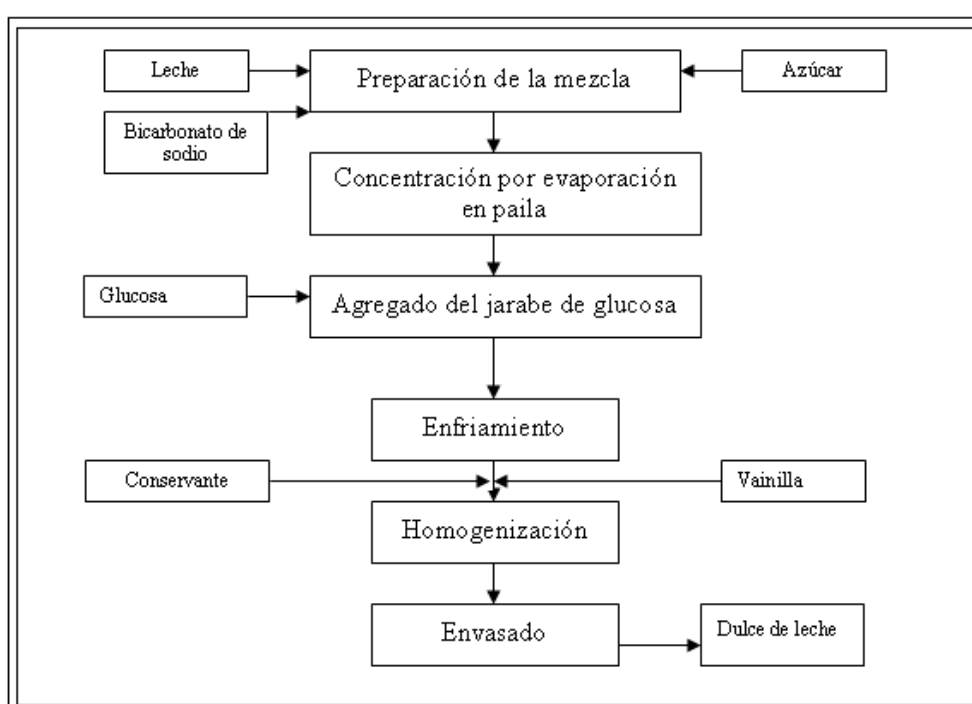 Leche
Preparación de la mezcla
Azúcar
Bicarbonato de
sodio
Concentración por evaporación
en paila
Glucosa
Agregado del jarabe de glucosa
Enfriamiento
Conservante
Vainilla
Homogenización
Envasado
Dulce de leche